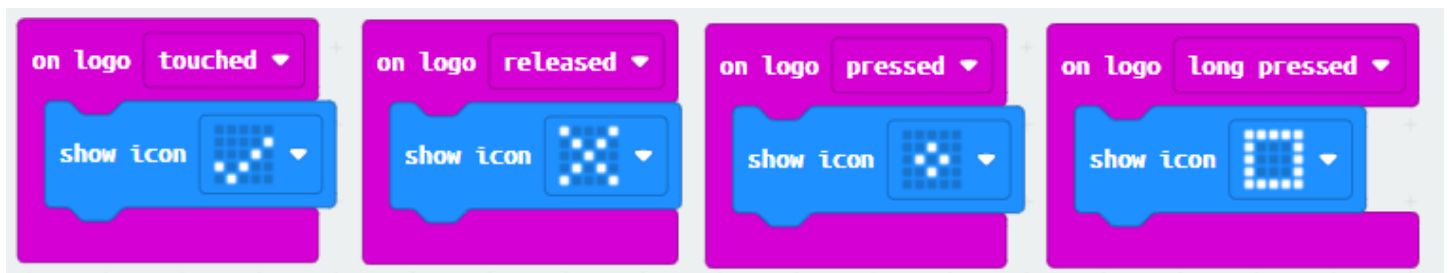 on logo touched
show icon
on logo released
show icon
on logo pressed
show icon
on logo long pressed
show icon